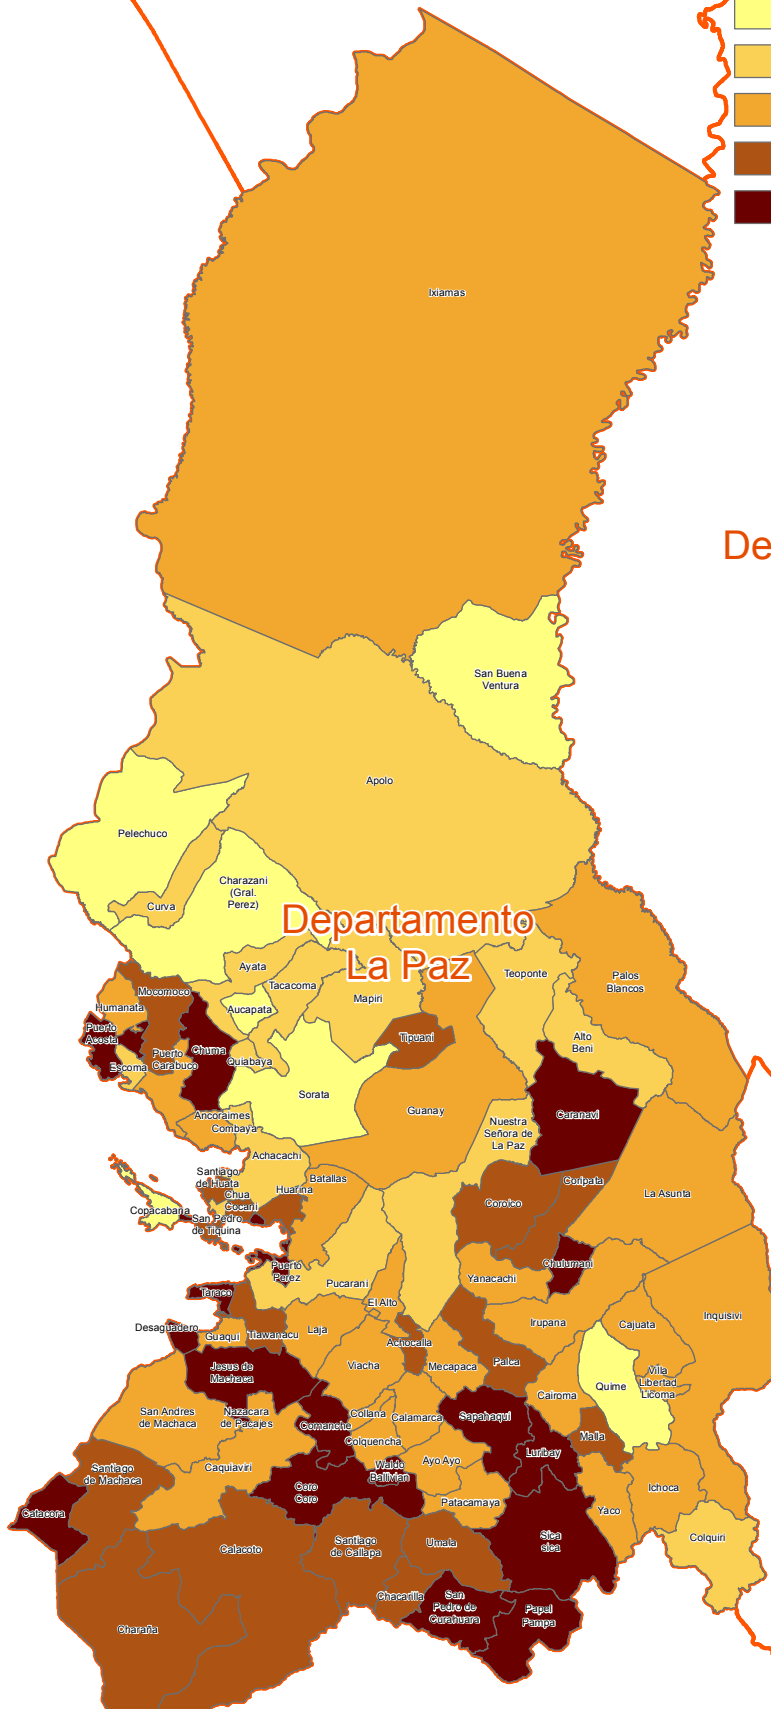 Ixiamas
De
San Buena
Ventura
Apolo
Pelechuco
Charazani
(Gral.
Perez)
Curva
Departamento
La Paz
Ayata
Teoponte
Palos
Blancos
Tacacoma
Mapiri
Mocomoco
Humanata
Aucapata
Puerto
Acosta
Tipuani
Alto
Beni
Chuma
Puerto
Carabuco
Quiabaya
Escoma
Sorata
Guanay
Caranavi
Ancoraimes
Combaya
Nuestra
Señora de
La Paz
Achacachi
Santiago
de Huata
Batallas
Coripata
Huarina
Chua
Cocani
La Asunta
Coroico
Copacabana
San Pedro
de Tiquina
Puerto
Perez
Chulumani
Pucarani
Yanacachi
Taraco
El Alto
Inquisivi
Desaguadero
Guaqui
Tiawanacu
Laja
Irupana
Cajuata
Achocalla
Viacha
Mecapaca
Palca
Jesus de
Machaca
Villa
Libertad
Licoma
Quime
Cairoma
San Andres
de Machaca
Nazacara
de Pacajes
Collana
Calamarca
Sapahaqui
Comanche
Colquencha
Malla
Luribay
Caquiaviri
Waldo
Ballivian
Ayo Ayo
Santiago
de Machaca
Coro
Coro
Ichoca
Patacamaya
Yaco
Catacora
Sica
sica
Colquiri
Calacoto
Santiago
de Callapa
Umala
Chacarilla
San
Pedro de
Curahuara
Papel
Pampa
Charaña